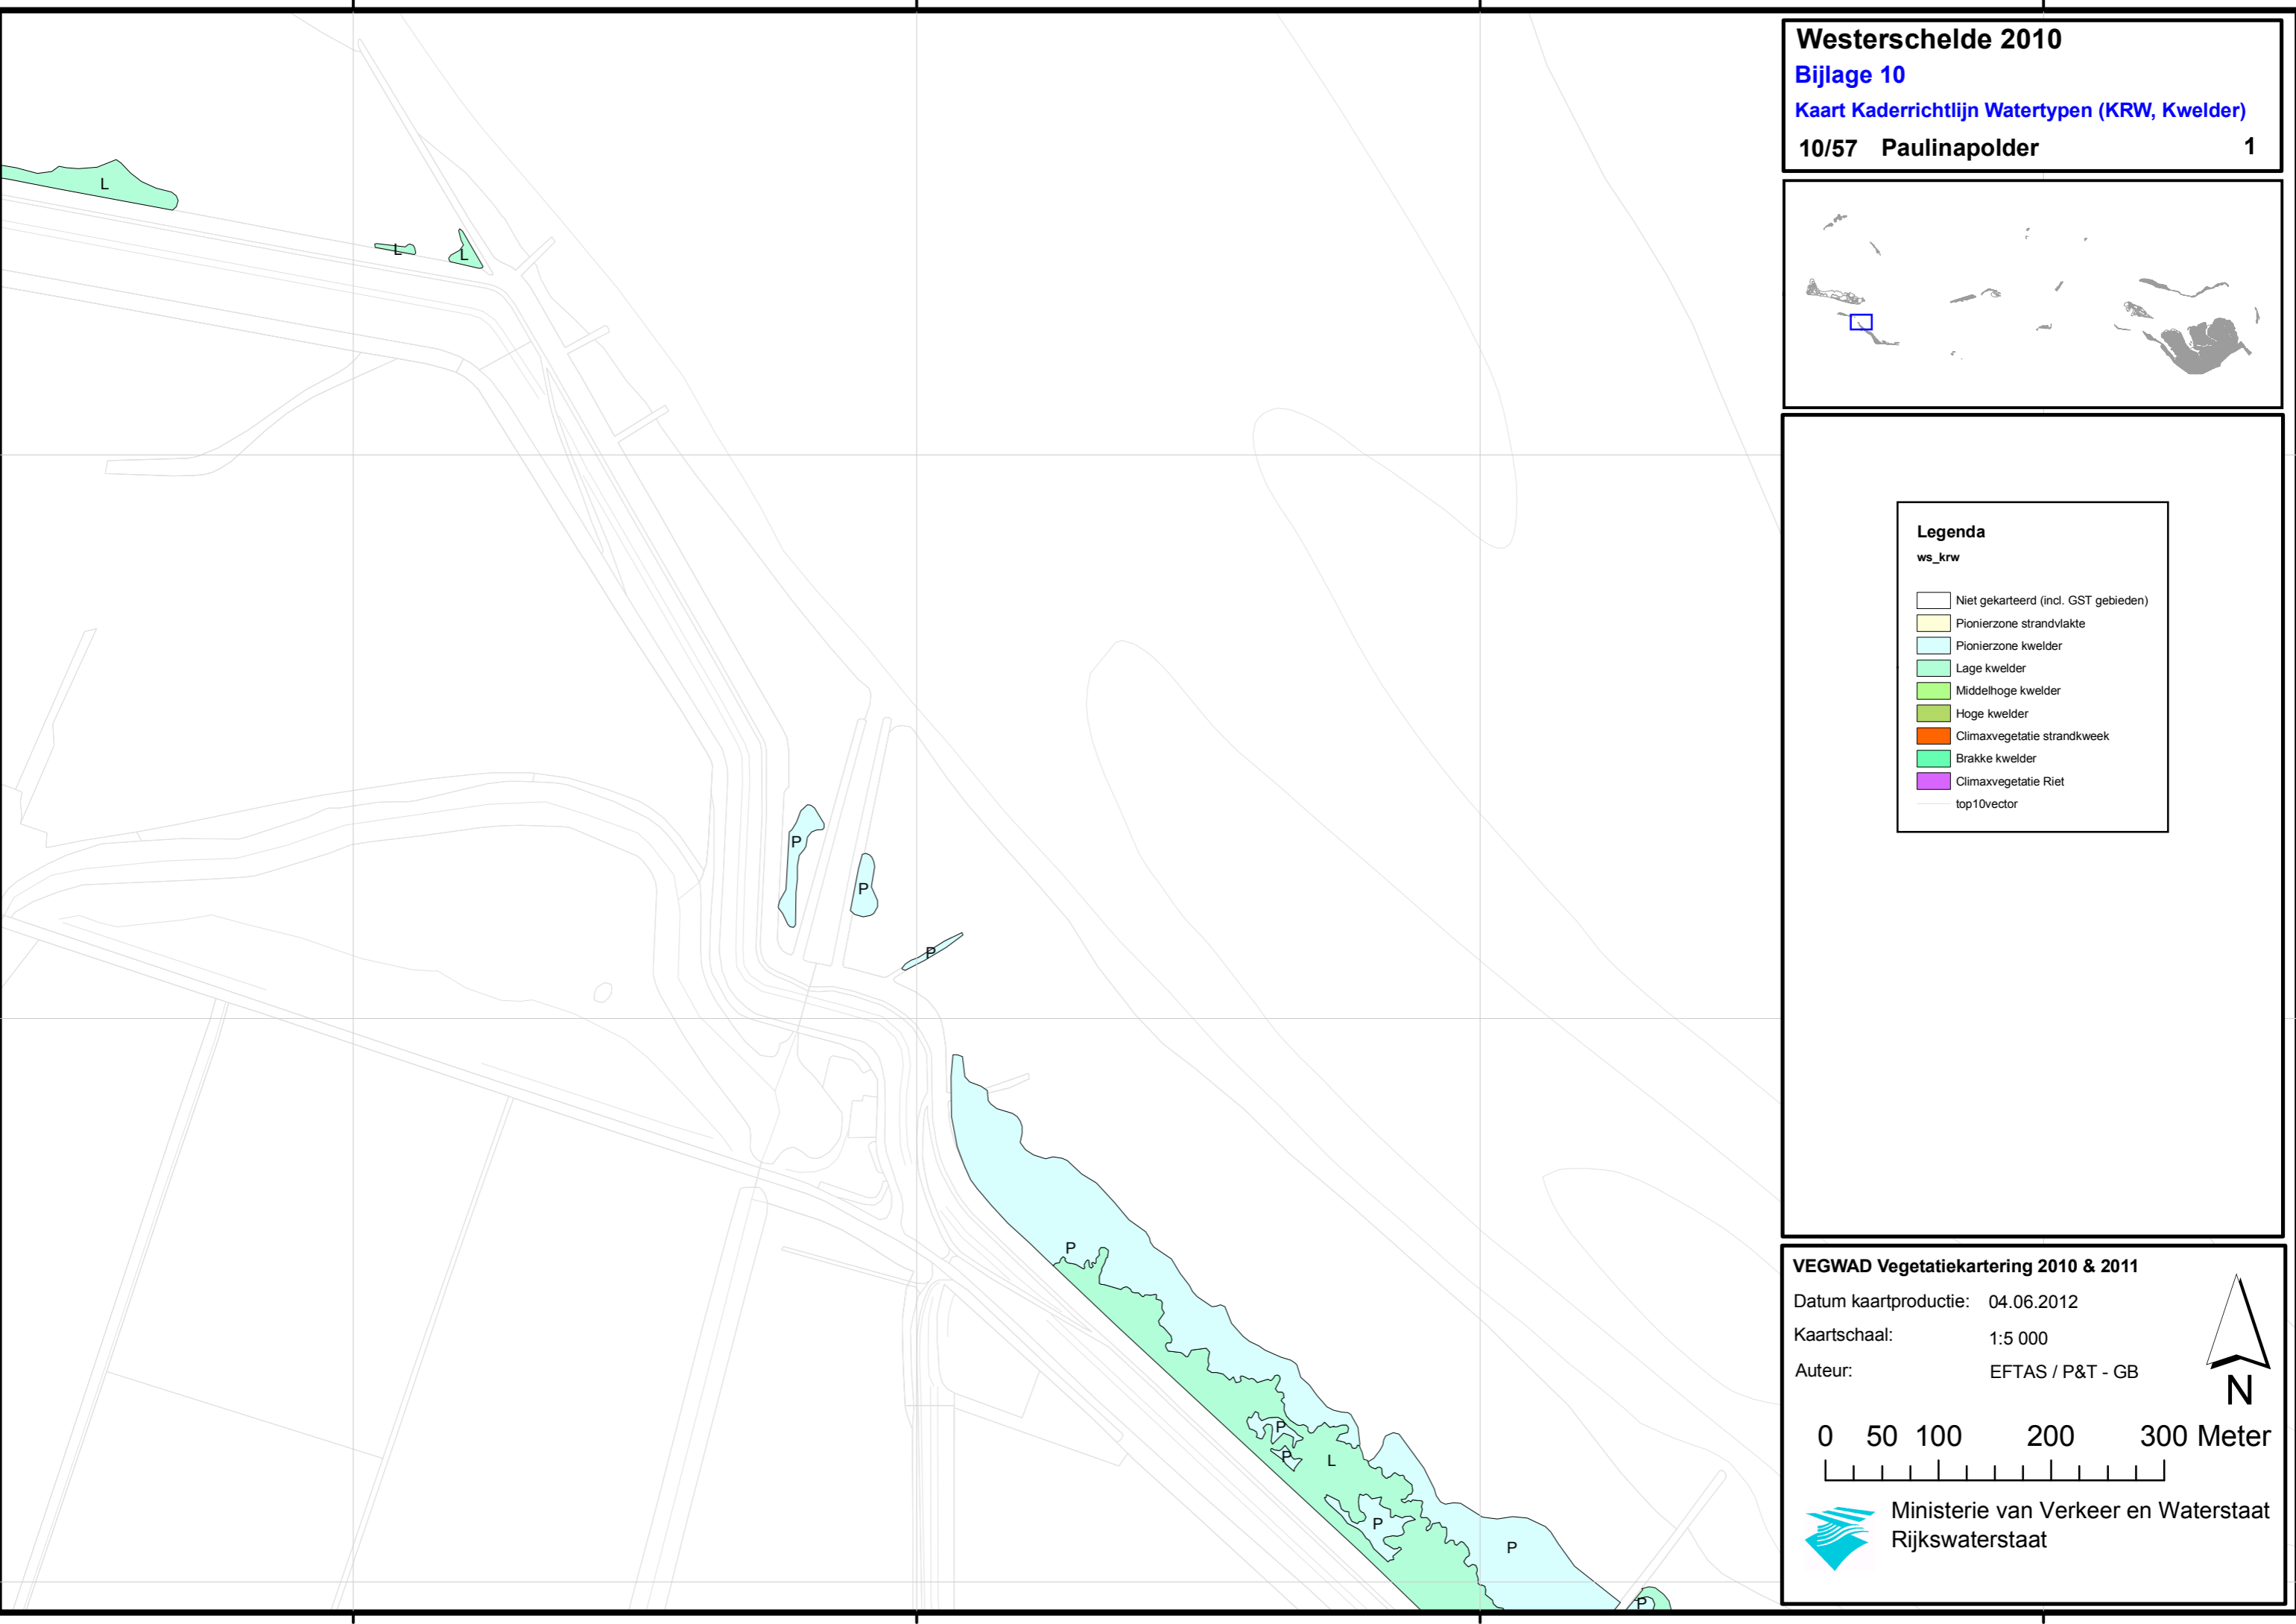 Westerschelde 2010
Bijlage 10
Kaart Kaderrichtlijn Watertypen (KRW, Kwelder)
10/57 Paulinapolder 1
L
L
L
P
P
P
P
P
P
L
P
P
P
Legenda
ws_krw
Niet gekarteerd (incl. GST gebieden)
Pionierzone strandvlakte
Pionierzone kwelder
Lage kwelder
Middelhoge kwelder
Hoge kwelder
Climaxvegetatie strandkweek
Brakke kwelder
Climaxvegetatie Riet
top10vector
VEGWAD Vegetatiekartering 2010 & 2011
Datum kaartproductie: 04.06.2012
Kaartschaal: 1:5 000
Auteur: EFTAS / P&T - GB
N
0 50 100 200 300 Meter
Ministerie van Verkeer en Waterstaat
Rijkswaterstaat